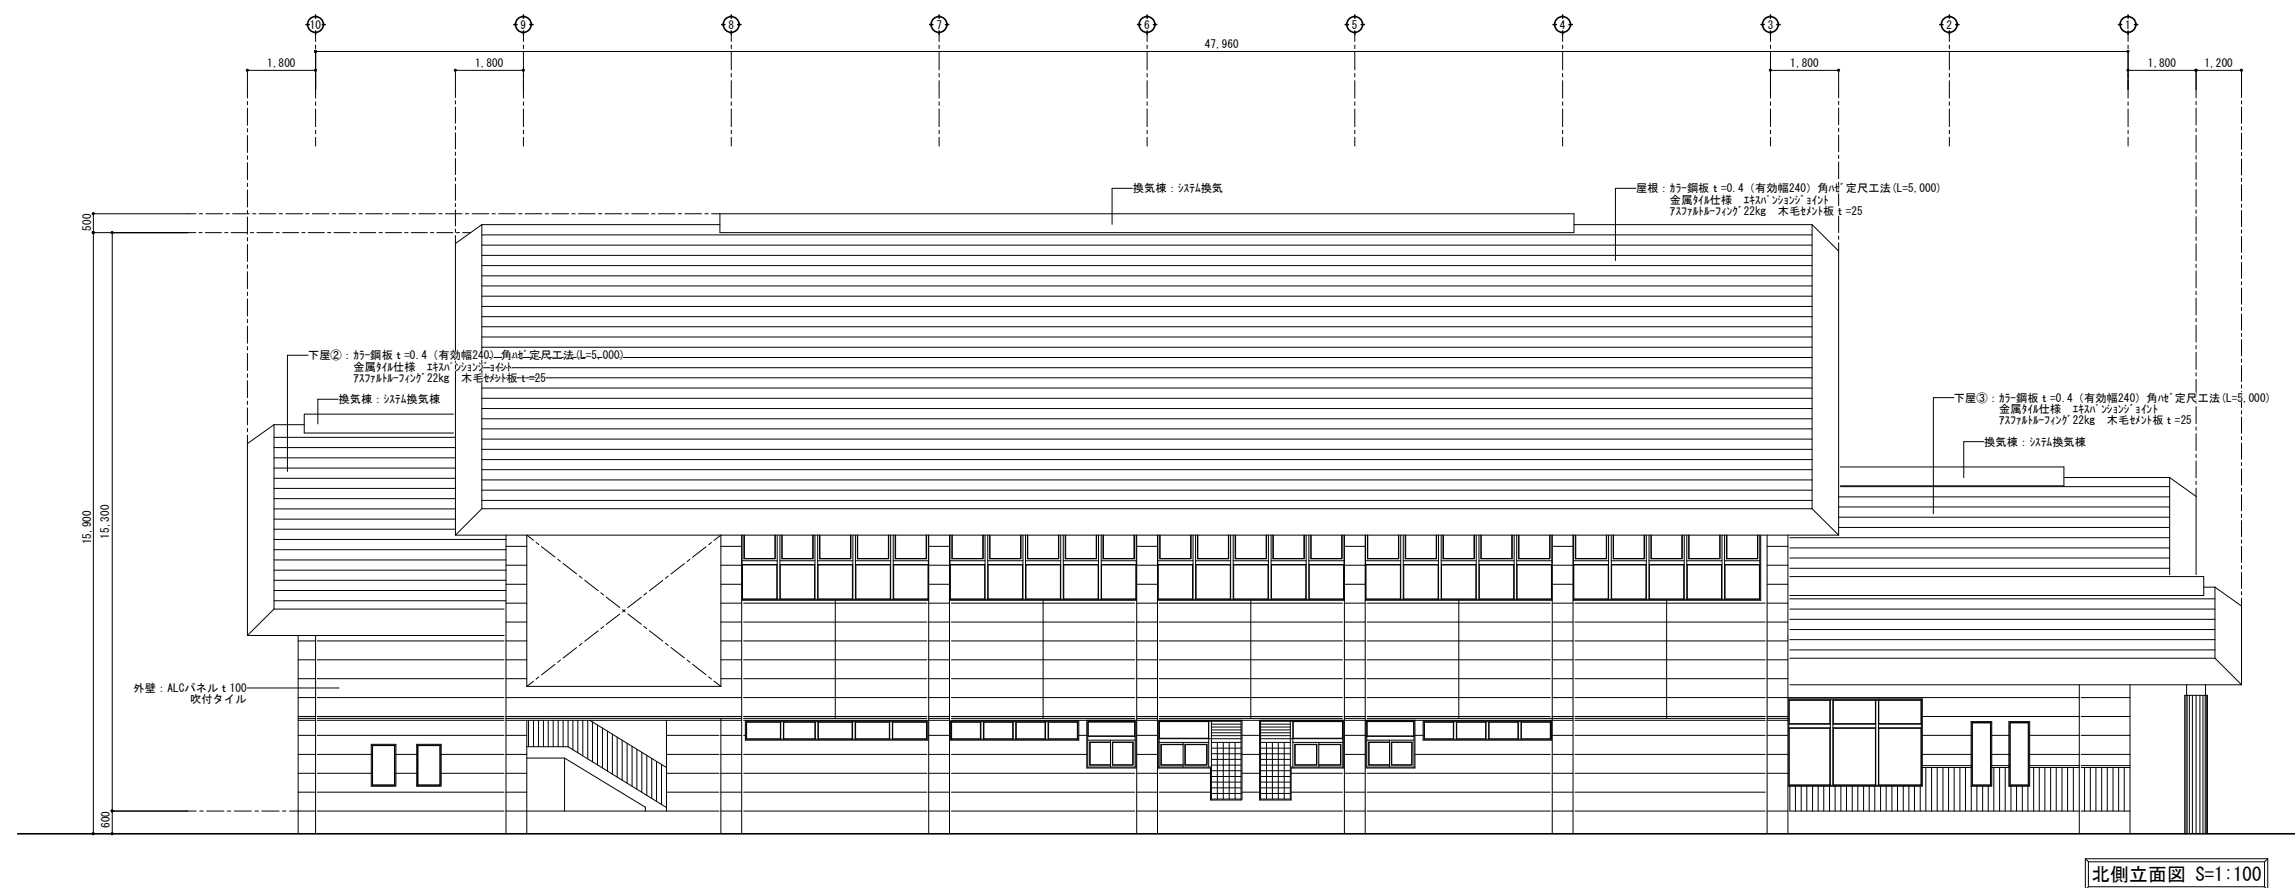 10 9 8 7 6 5 4 3 2 1
47,960
1,800 1,800 1,800 1,800 1,200
換気棟：ｼｽﾃﾑ換気
屋根：ｶﾗｰ鋼板 t=0.4（有効幅240）角ﾊｾﾞ定尺工法(L=5,000)
金属ﾀｲﾙ仕様　ｴｷｽﾊﾟﾝｼｮﾝｼﾞｮｲﾝﾄ
ｱｽﾌｧﾙﾄﾙｰﾌｨﾝｸﾞ22kg　木毛ｾﾒﾝﾄ板 t=25
500
下屋②：ｶﾗｰ鋼板 t=0.4（有効幅240）角ﾊｾﾞ定尺工法(L=5,000)
金属ﾀｲﾙ仕様　ｴｷｽﾊﾟﾝｼｮﾝｼﾞｮｲﾝﾄ
ｱｽﾌｧﾙﾄﾙｰﾌｨﾝｸﾞ22kg　木毛ｾﾒﾝﾄ板 t=25
換気棟：ｼｽﾃﾑ換気棟
下屋③：ｶﾗｰ鋼板 t=0.4（有効幅240）角ﾊｾﾞ定尺工法(L=5,000)
金属ﾀｲﾙ仕様　ｴｷｽﾊﾟﾝｼｮﾝｼﾞｮｲﾝﾄ
ｱｽﾌｧﾙﾄﾙｰﾌｨﾝｸﾞ22kg　木毛ｾﾒﾝﾄ板 t=25
換気棟：ｼｽﾃﾑ換気棟
15,900
15,300
外壁：ALCパネル t100
吹付タイル
600
北側立面図 S=1:100